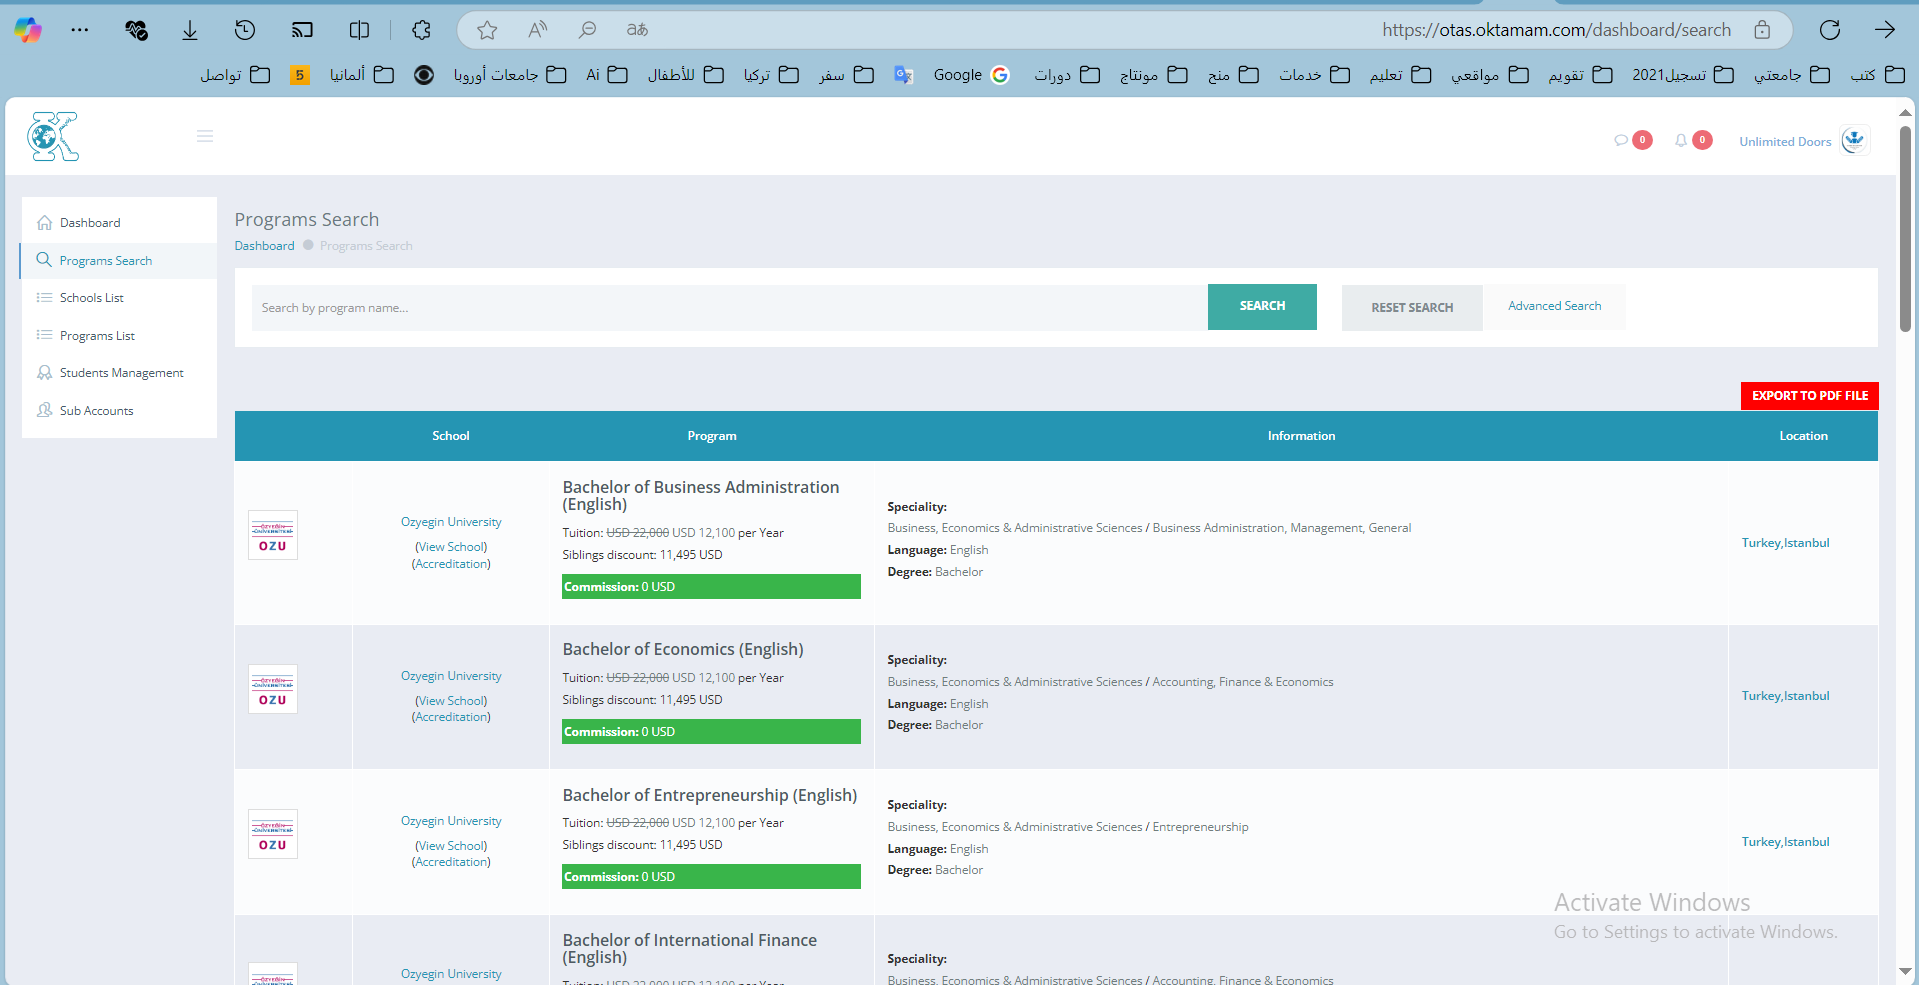 https://otas.oktamam.com/dashboard/search
كتب
جامعتي
تسجيل2021
تقويم
مواقعي
تعليم
خدمات
منح
مونتاج
دورات
Google
سفر
تركيا
للأطفال
Ai
جامعات أوروبا
ألمانيا
5
تواصل
0
0
Unlimited Doors
Dashboard
Programs Search
Schools List
Programs List
Students Management
Sub Accounts
Programs Search
Dashboard
Programs Search
Search by program name...
SEARCH
RESET SEARCH
Advanced Search
EXPORT TO PDF FILE
School
Program
Information
Location
OZU
Ozyegin University
(View School)
(Accreditation)
Bachelor of Business Administration
(English)
Tuition: USD 22,000 USD 12,100 per Year
Siblings discount: 11,495 USD
Commission: 0 USD
Speciality:
Business, Economics & Administrative Sciences / Business Administration, Management, General
Language: English
Degree: Bachelor
Turkey,Istanbul
OZU
Ozyegin University
(View School)
(Accreditation)
Bachelor of Economics (English)
Tuition: USD 22,000 USD 12,100 per Year
Siblings discount: 11,495 USD
Commission: 0 USD
Speciality:
Business, Economics & Administrative Sciences / Accounting, Finance & Economics
Language: English
Degree: Bachelor
Turkey,Istanbul
OZU
Ozyegin University
(View School)
(Accreditation)
Bachelor of Entrepreneurship (English)
Tuition: USD 22,000 USD 12,100 per Year
Siblings discount: 11,495 USD
Commission: 0 USD
Speciality:
Business, Economics & Administrative Sciences / Entrepreneurship
Language: English
Degree: Bachelor
Turkey,Istanbul
Ozyegin University
Bachelor of International Finance
(English)
Tuition: USD 22,000 USD 12,100 per Year
Speciality:
Business, Economics & Administrative Sciences / Accounting, Finance & Economics
Activate Windows
Go to Settings to activate Windows.